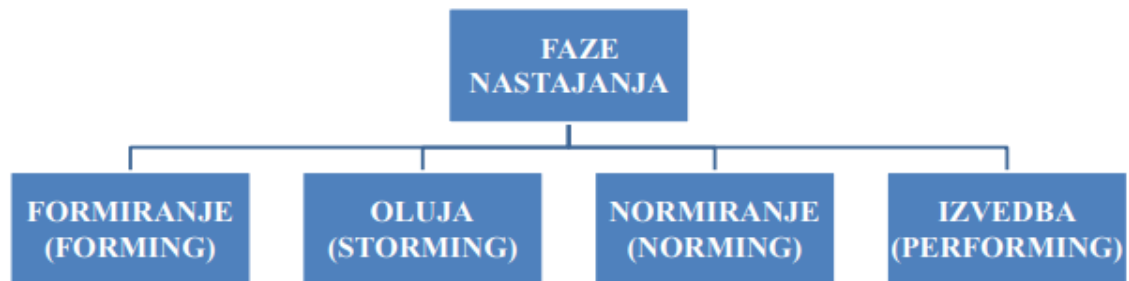 FAZE
NASTAJANJA
FORMIRANJE
(FORMING)
OLUJA
(STORMING)
NORMIRANJE
(NORMING)
IZVEDBA
(PERFORMING)